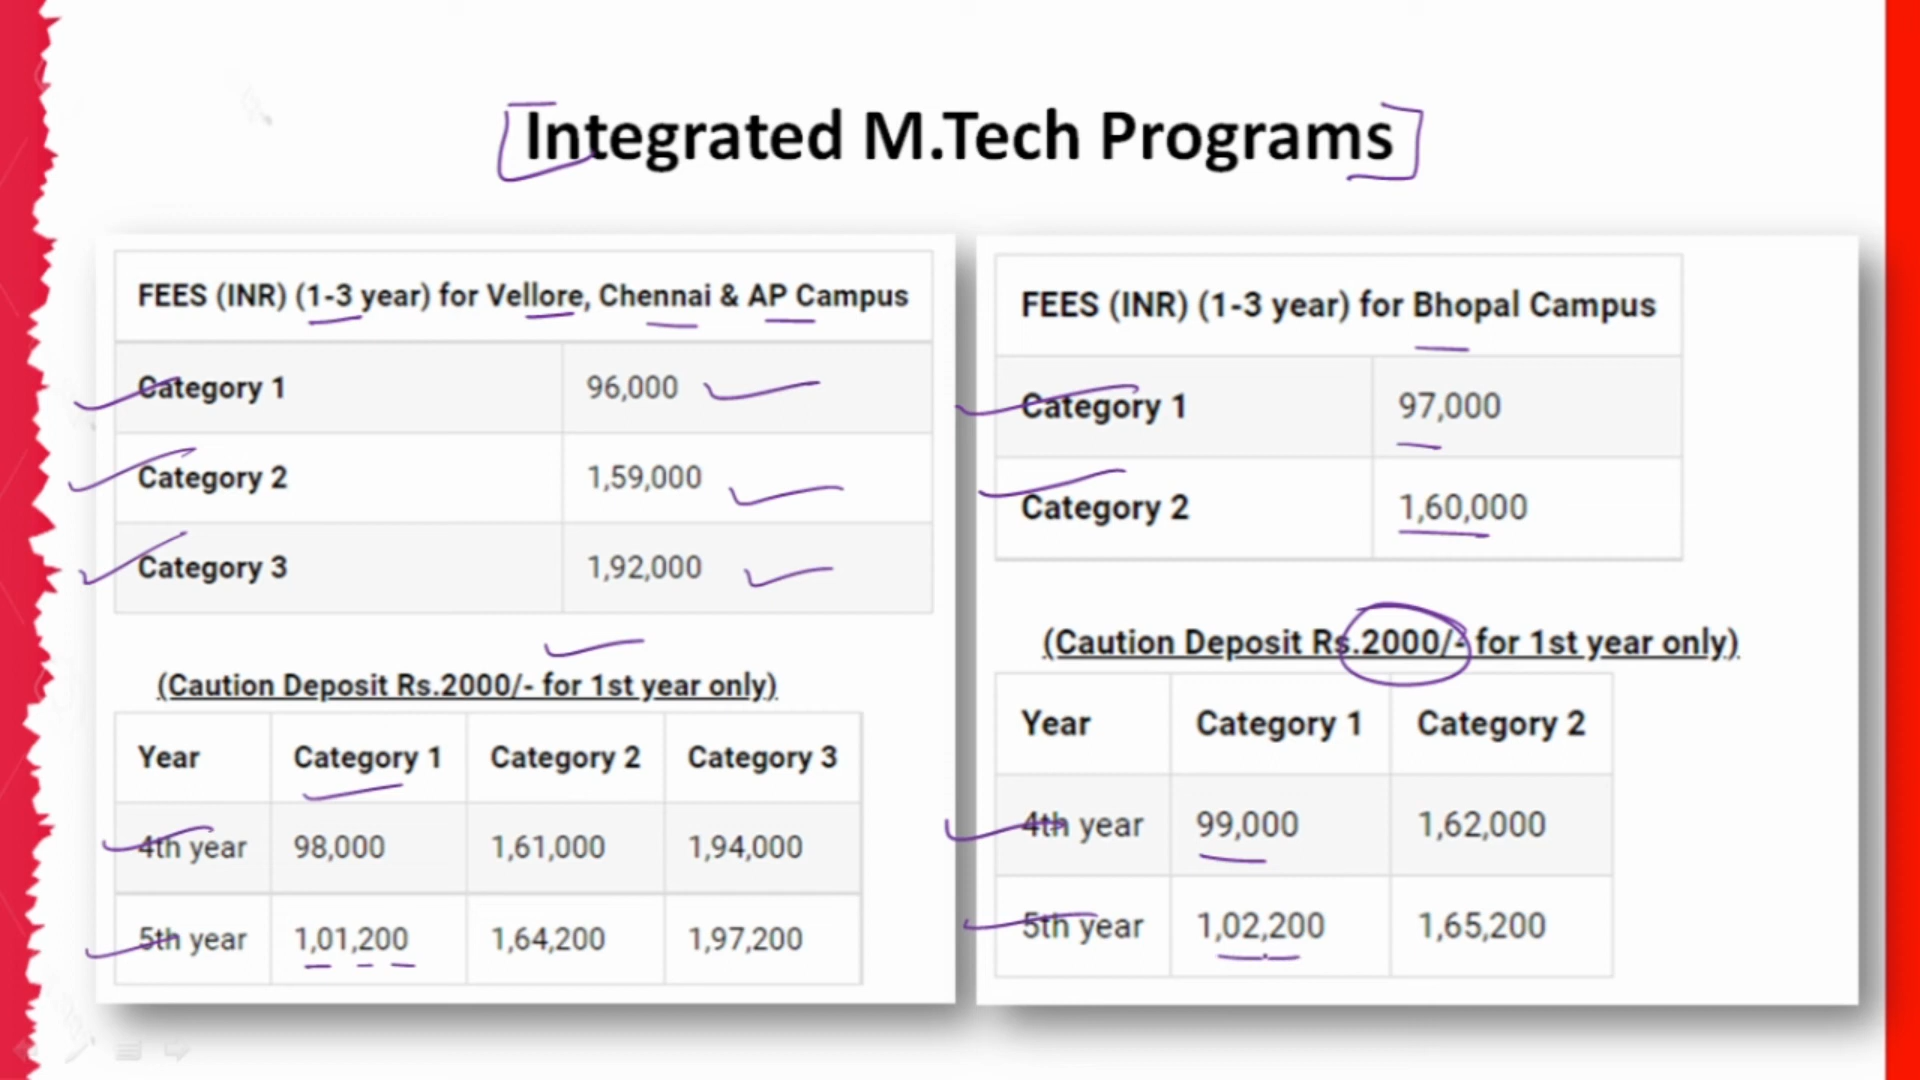 Integrated M.Tech Programs
FEES (INR) (1-3 year) for Vellore, Chennai & AP Campus
Category 1 96,000
Category 2 1,59,000
Category 3 1,92,000
(Caution Deposit Rs.2000/- for 1st year only)
Year Category 1 Category 2 Category 3
4th year 98,000 1,61,000 1,94,000
5th year 1,01,200 1,64,200 1,97,200
FEES (INR) (1-3 year) for Bhopal Campus
Category 1 97,000
Category 2 1,60,000
(Caution Deposit Rs.2000/- for 1st year only)
Year Category 1 Category 2
4th year 99,000 1,62,000
5th year 1,02,200 1,65,200